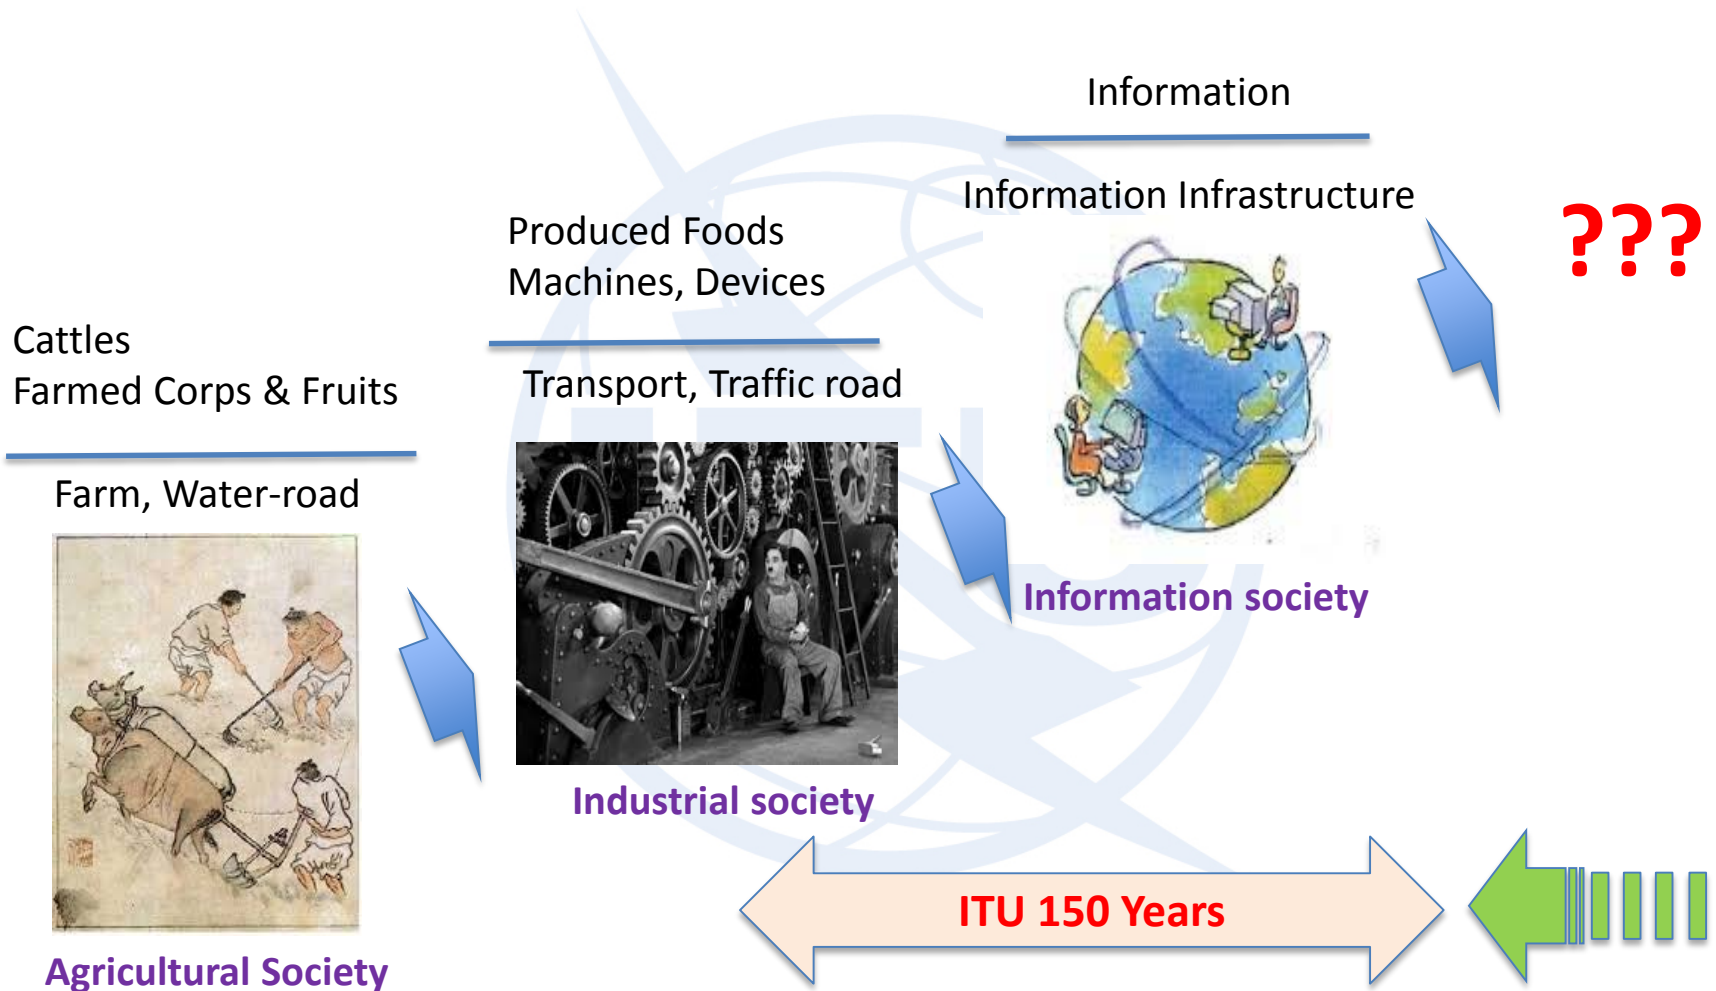 Cattles
Farmed Corps & Fruits
Farm, Water-road
Agricultural Society
Produced Foods
Machines, Devices
Transport, Traffic road
Industrial society
Information
Information Infrastructure
Information society
???
ITU 150 Years